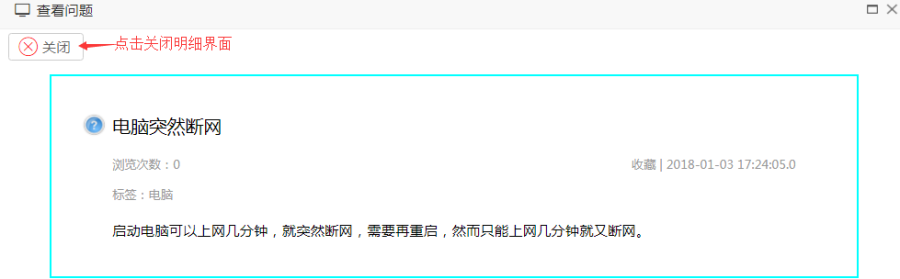 查看问题
关闭 点击关闭明细界面
电脑突然断网
浏览次数：0 收藏 | 2018-01-03 17:24:05.0
标签：电脑
启动电脑可以上网几分钟，就突然断网，需要再重启，然而只能上网几分钟就又断网。